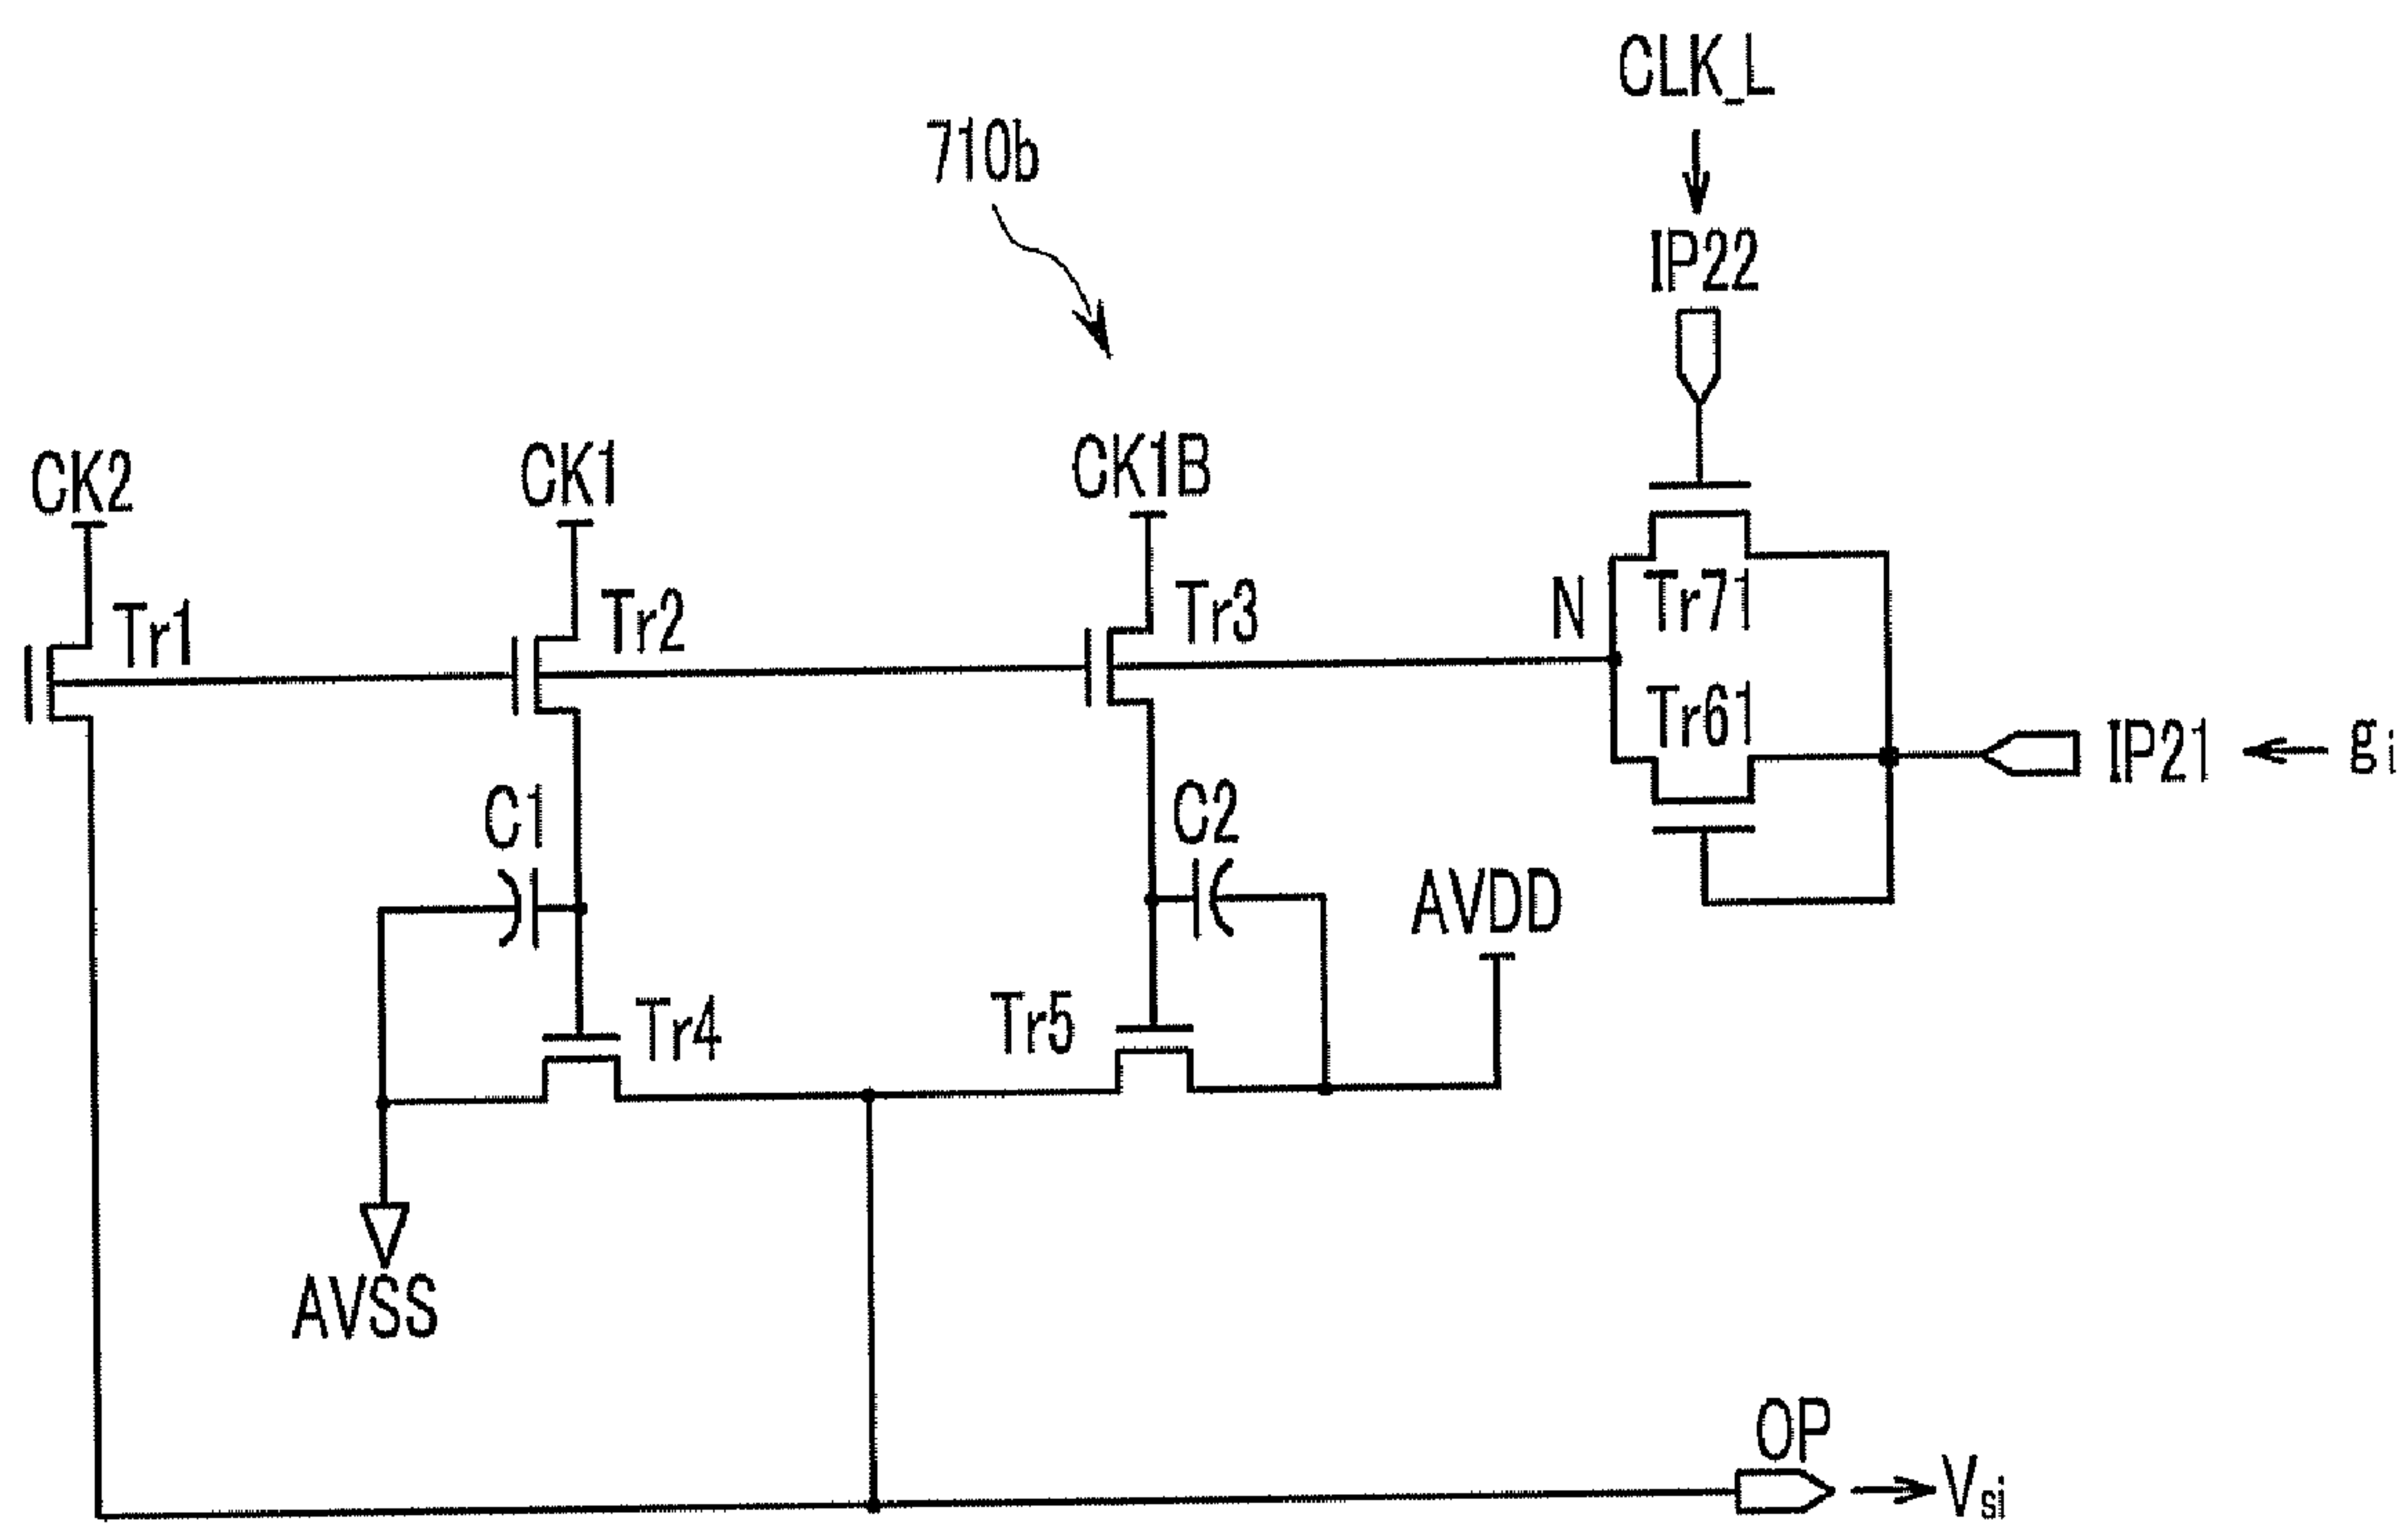 CLK_L
710b
IP22
CK2
CK1
CK1B
Tr1
Tr2
Tr3
N
Tr71
Tr61
IP21
gi
C1
C2
AVDD
Tr4
Tr5
AVSS
OP
Vsi